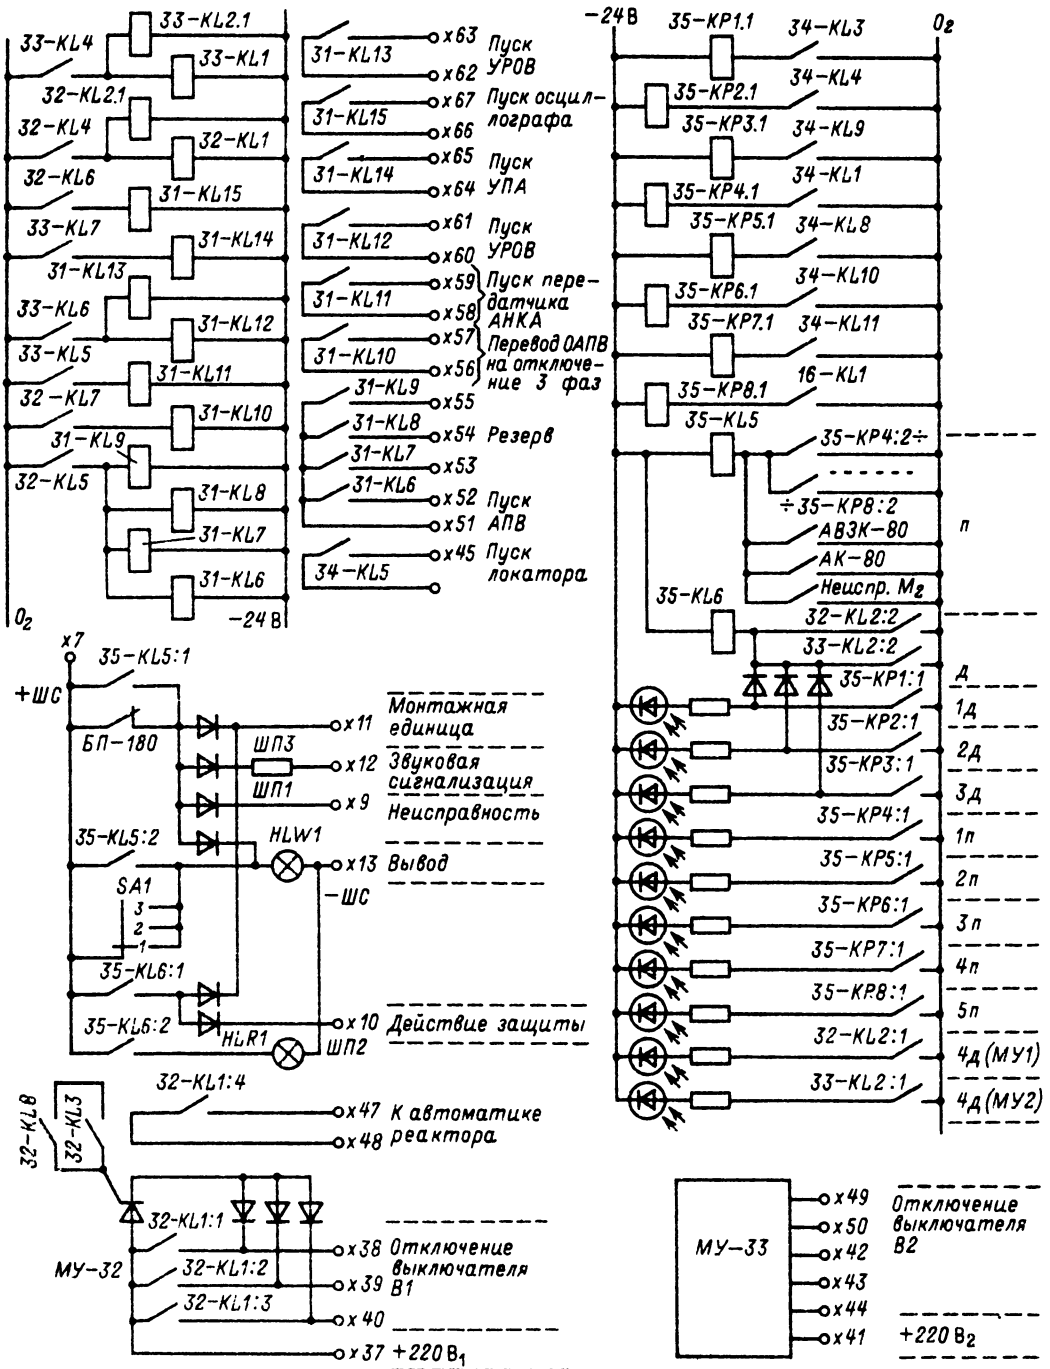 33-KL4
33-KL2.1
33-KL1
32-KL2.1
32-KL4
32-KL1
32-KL6
31-KL15
33-KL7
31-KL14
31-KL13
33-KL6
31-KL12
33-KL5
31-KL11
32-KL7
31-KL10
31-KL9
32-KL5
31-KL8
31-KL7
31-KL6
O₂
-24 В
31-KL13
x63
x62
Пуск
УРОВ
31-KL15
x67
x66
Пуск осцил-
лографа
31-KL14
x65
x64
Пуск
УПА
31-KL12
x61
x60
Пуск
УРОВ
31-KL11
x59
x58
Пуск пере-
датчика
АНКА
31-KL10
x57
x56
Перевод ОАПВ
на отключе-
ние 3 фаз
31-KL9
x55
31-KL8
x54
Резерв
31-KL7
x53
31-KL6
x52
Пуск
x51
АПВ
34-KL5
x45
Пуск
локатора
x7
+ШС
35-KL5:1
БП-180
x11
Монтажная
единица
ШП3
x12
Звуковая
сигнализация
ШП1
x9
Неисправность
35-KL5:2
HLW1
x13
Вывод
-ШС
SA1
3
2
1
35-KL6:1
x10
Действие защиты
35-KL6:2
HLR1
ШП2
32-KL1:4
x47
x48
К автоматике
реактора
32-KL8
32-KL3
МУ-32
32-KL1:1
x38
32-KL1:2
x39
32-KL1:3
x40
Отключение
выключателя
В1
x37
+220 В₁
-24 В
O₂
35-KP1.1
34-KL3
35-KP2.1
34-KL4
35-KP3.1
34-KL9
35-KP4.1
34-KL1
35-KP5.1
34-KL8
35-KP6.1
34-KL10
35-KP7.1
34-KL11
35-KP8.1
16-KL1
35-KL5
35-KP4:2÷
÷35-KP8:2
АВЗК-80
АК-80
Неиспр. М₂
п
35-KL6
32-KL2:2
33-KL2:2
д
35-KP1:1
1д
35-KP2:1
2д
35-KP3:1
3д
35-KP4:1
1п
35-KP5:1
2п
35-KP6:1
3п
35-KP7:1
4п
35-KP8:1
5п
32-KL2:1
4д (МУ1)
33-KL2:1
4д (МУ2)
МУ-33
x49
x50
x42
x43
x44
x41
Отключение
выключателя
В2
+220 В₂